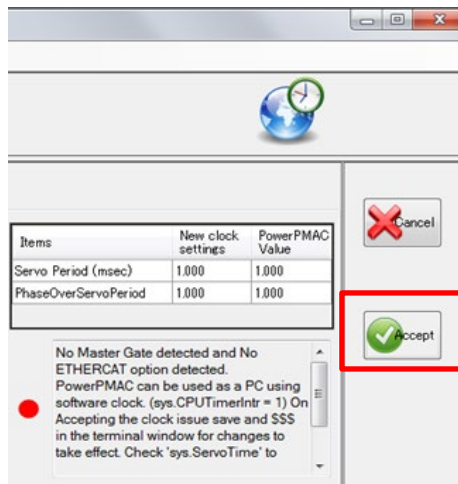 Cancel
Items New clock settings PowerPMAC Value
Servo Period (msec) 1.000 1.000
PhaseOverServoPeriod 1.000 1.000
Accept
No Master Gate detected and No
ETHERCAT option detected.
PowerPMAC can be used as a PC using
software clock. (sys.CPUTimerIntr = 1) On
Accepting the clock issue save and $$$
in the terminal window for changes to
take effect. Check 'sys.ServoTime' to